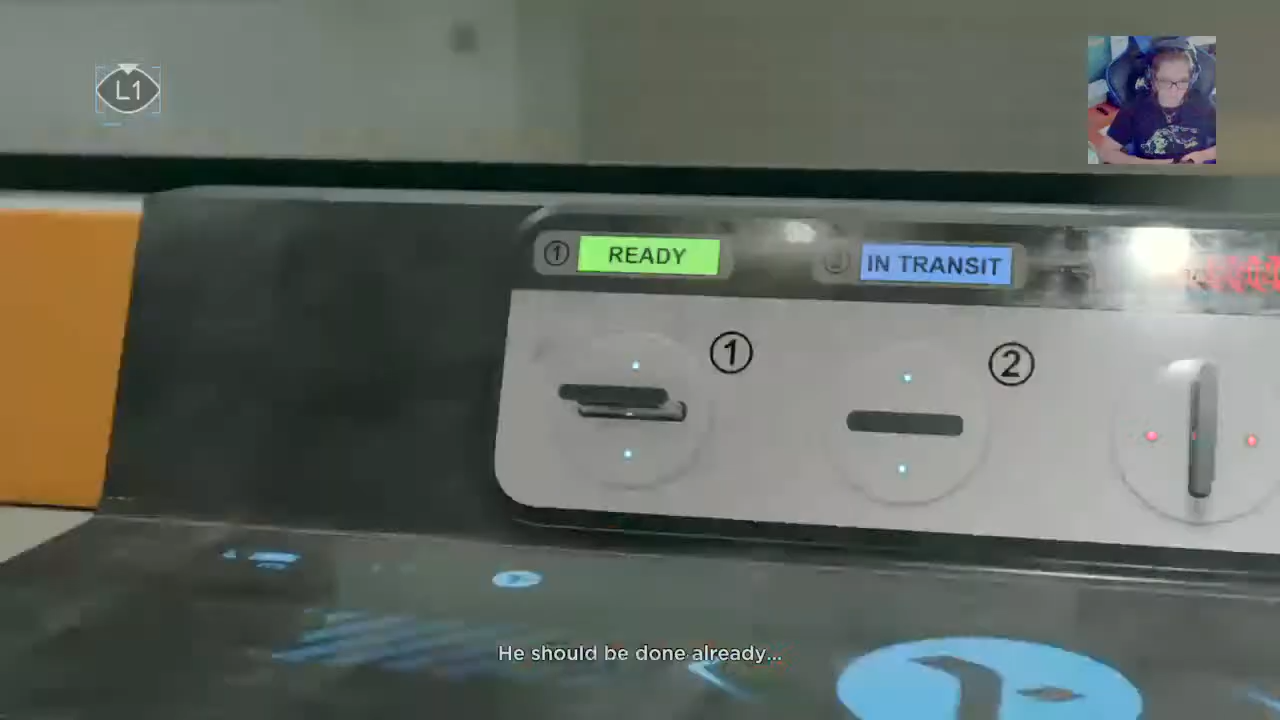 L1
① READY
IN TRANSIT
①
②
He should be done already...